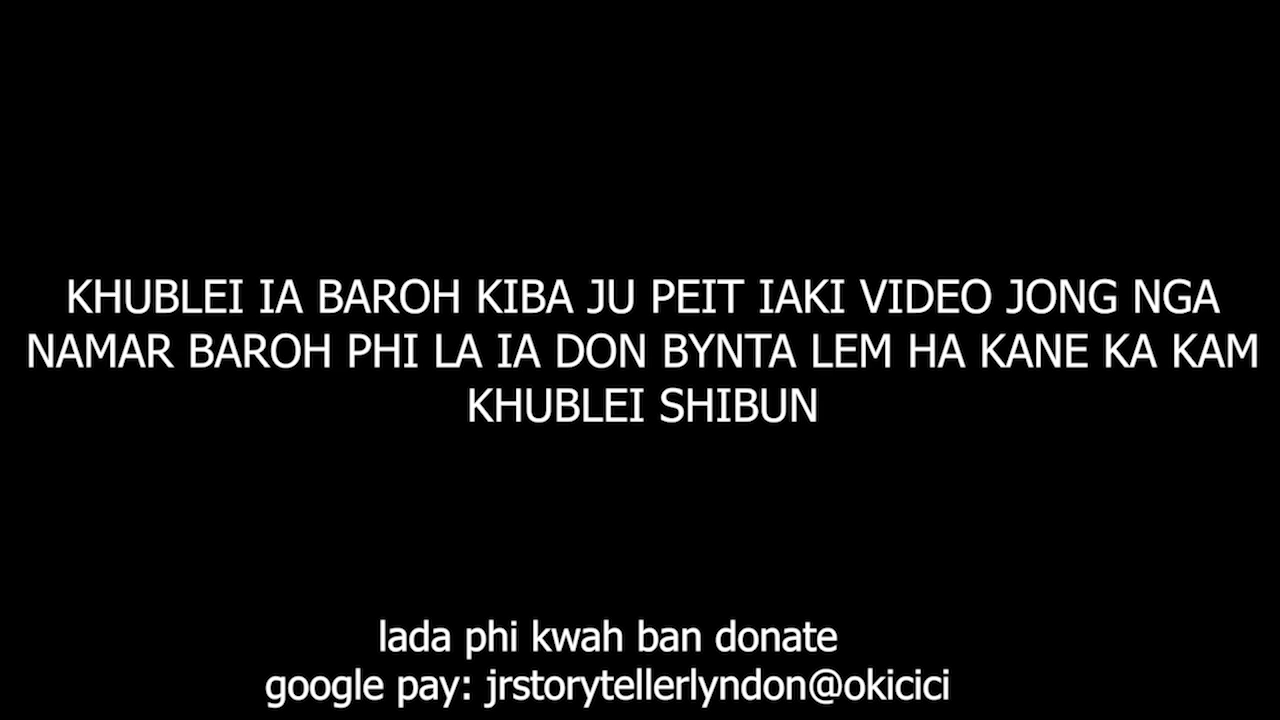 KHUBLEI IA BAROH KIBA JU PEIT IAKI VIDEO JONG NGA
NAMAR BAROH PHI LA IA DON BYNTA LEM HA KANE KA KAM
KHUBLEI SHIBUN
lada phi kwah ban donate
google pay: jrstorytellerlyndon@okicici